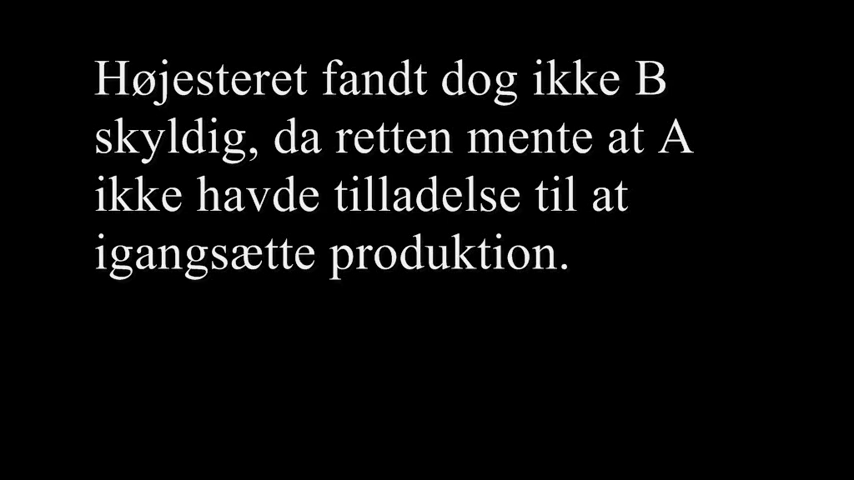 Højesteret fandt dog ikke B
skyldig, da retten mente at A
ikke havde tilladelse til at
igangsætte produktion.